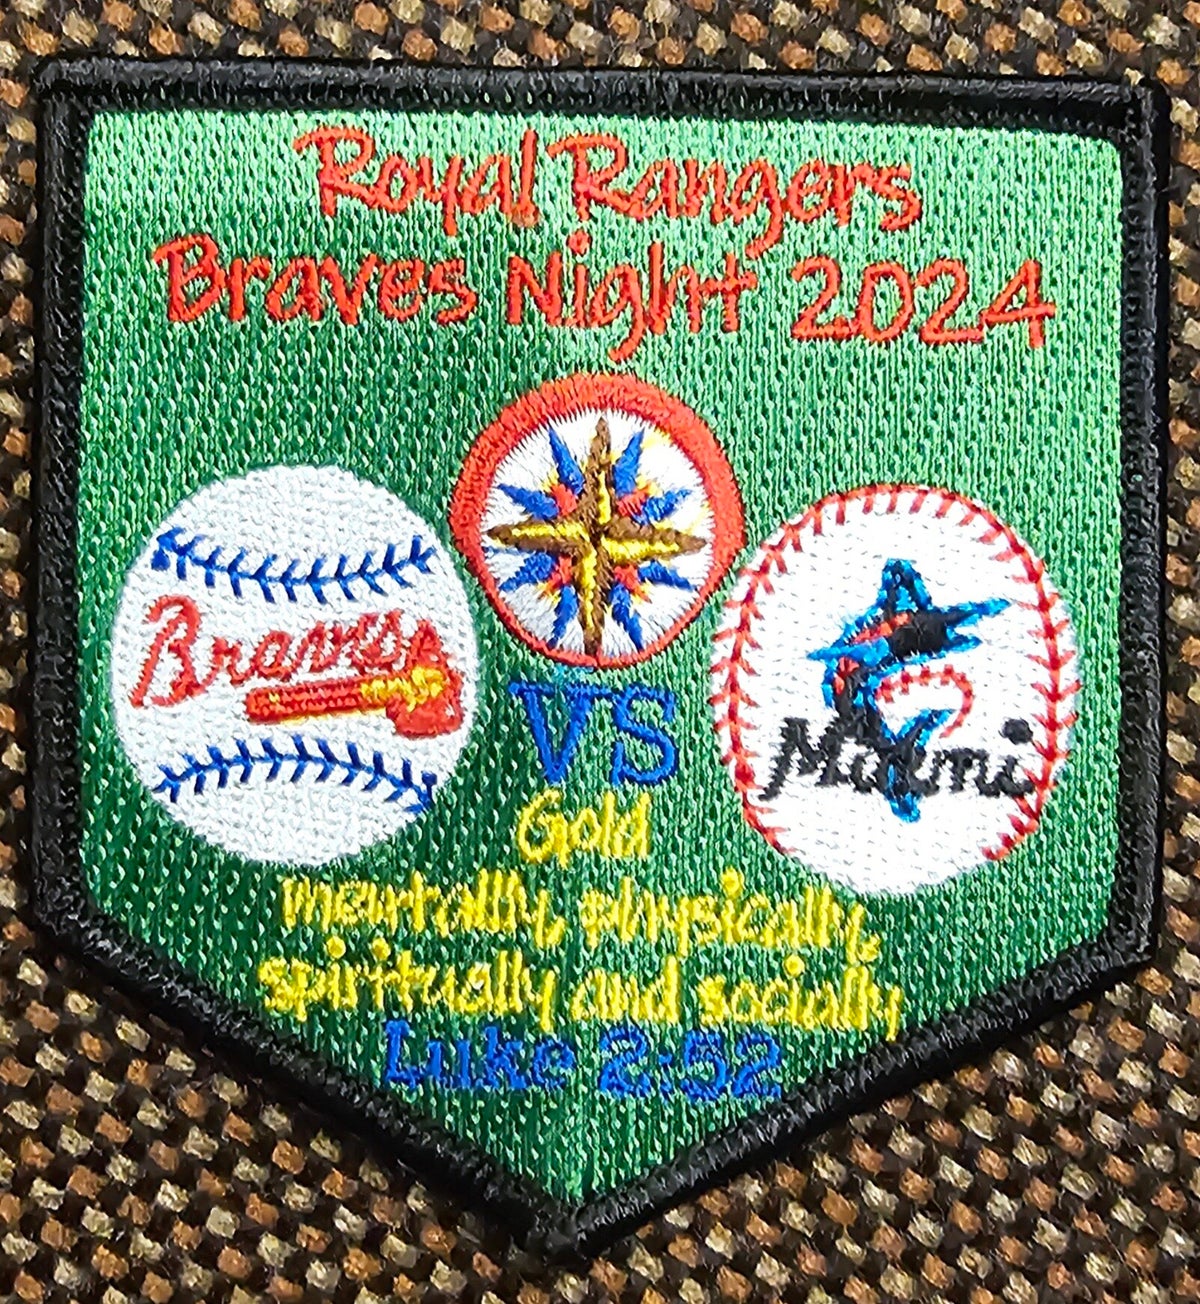 Royal Rangers
Braves Night 2024
Braves
VS
Miami
Gold
mentally, physically,
spiritually and socially
Luke 2:52